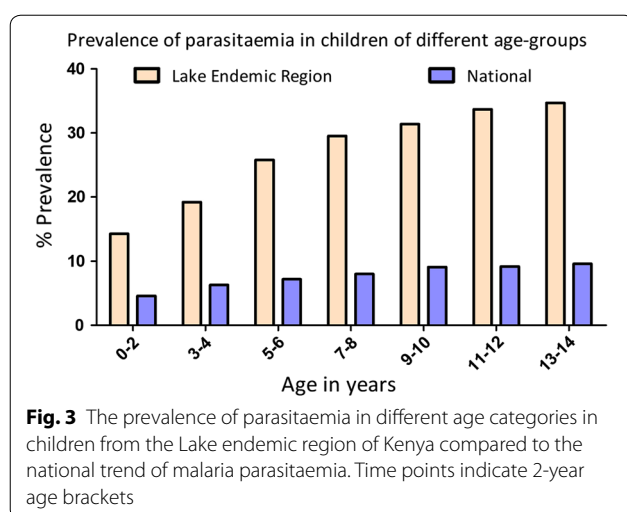 Prevalence of parasitaemia in children of different age-groups
40
Lake Endemic Region
National
30
20
10
0
% Prevalence
0-2
3-4
5-6
7-8
9-10
11-12
13-14
Age in years
Fig. 3 The prevalence of parasitaemia in different age categories in
children from the Lake endemic region of Kenya compared to the
national trend of malaria parasitaemia. Time points indicate 2-year
age brackets